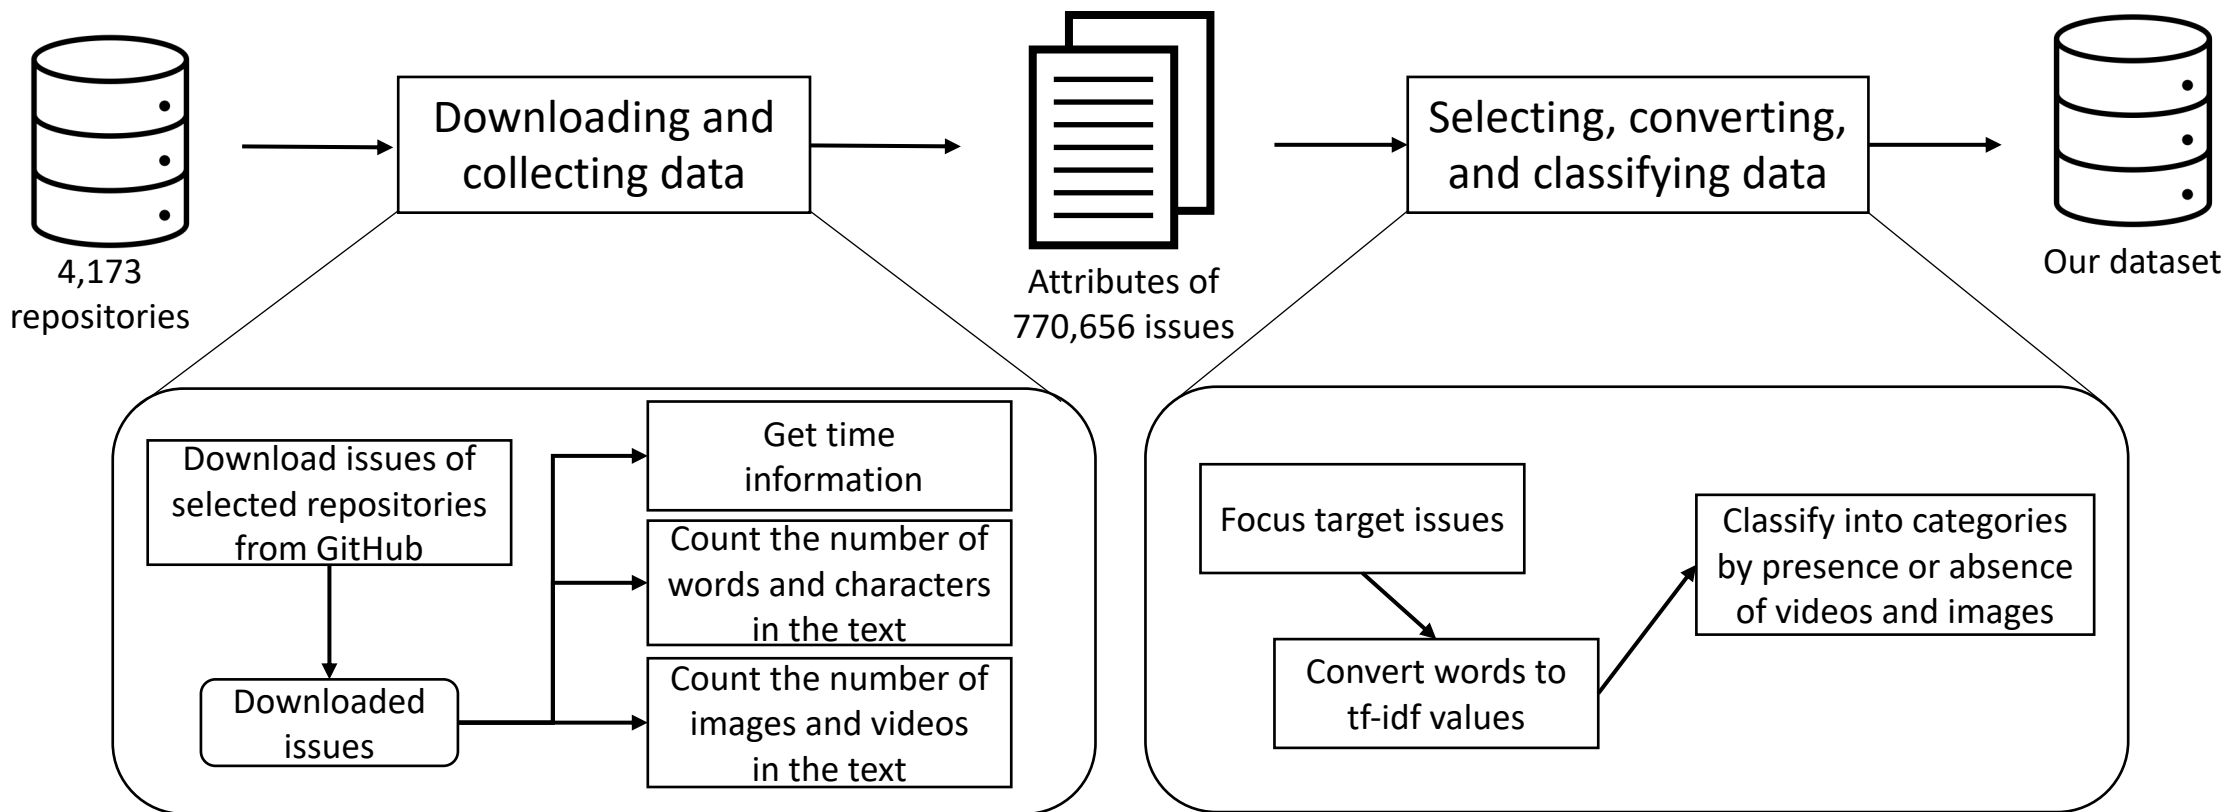 4,173
repositories
Downloading and
collecting data
Attributes of
770,656 issues
Selecting, converting,
and classifying data
Our dataset
Download issues of
selected repositories
from GitHub
Downloaded
issues
Get time
information
Count the number of
words and characters
in the text
Count the number of
images and videos
in the text
Focus target issues
Convert words to
tf-idf values
Classify into categories
by presence or absence
of videos and images